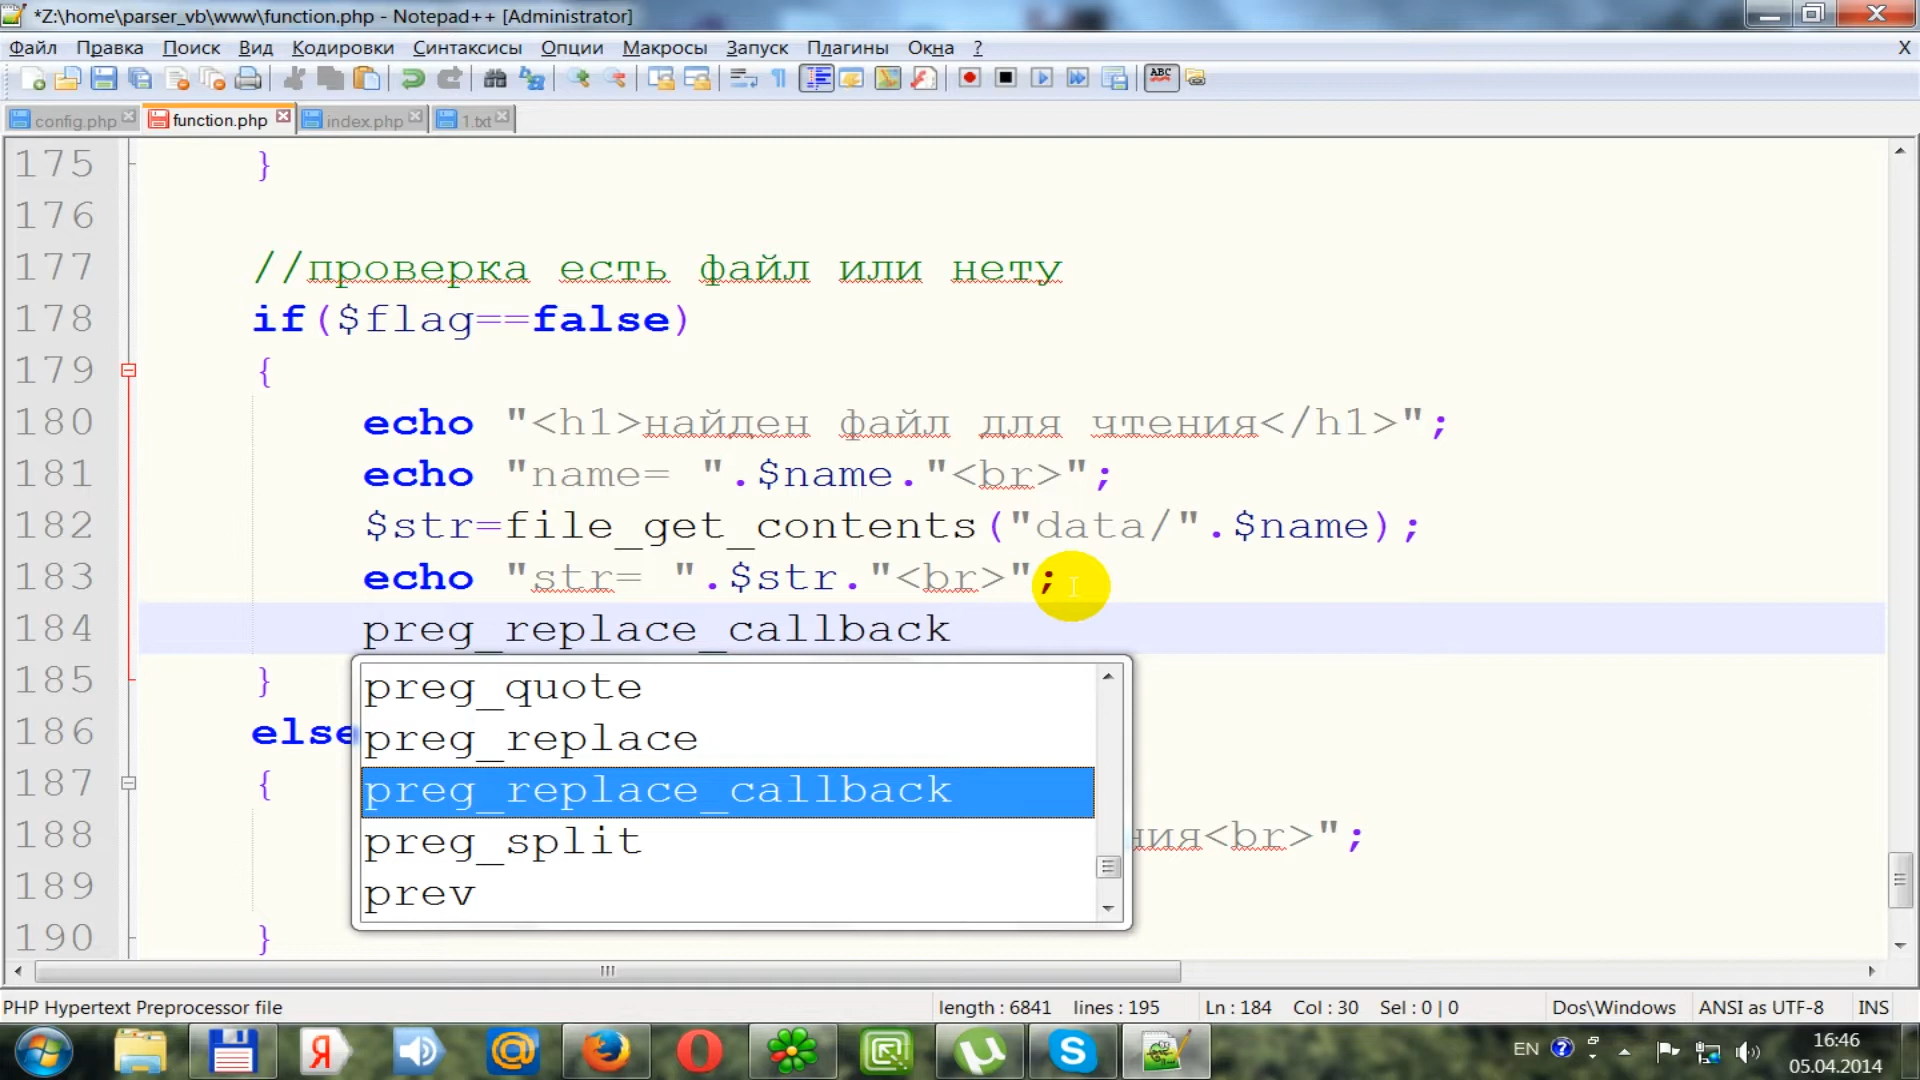 *Z:\home\parser_vb\www\function.php - Notepad++ [Administrator]
Файл Правка Поиск Вид Кодировки Синтаксисы Опции Макросы Запуск Плагины Окна ? X
ABC
config.php function.php index.php 1.txt
175 }
176
177 //проверка есть файл или нету
178 if($flag==false)
179 {
180 echo "<h1>найден файл для чтения</h1>";
181 echo "name= ".$name."<br>";
182 $str=file_get_contents("data/".$name);
183 echo "str= ".$str."<br>";
184 preg_replace_callback
185 }
preg_quote
186 else
preg_replace
187 {
preg_replace_callback
188 ния<br>";
preg_split
189
prev
190 }
PHP Hypertext Preprocessor file length : 6841 lines : 195 Ln : 184 Col : 30 Sel : 0 | 0 Dos\Windows ANSI as UTF-8 INS
EN 16:46
05.04.2014